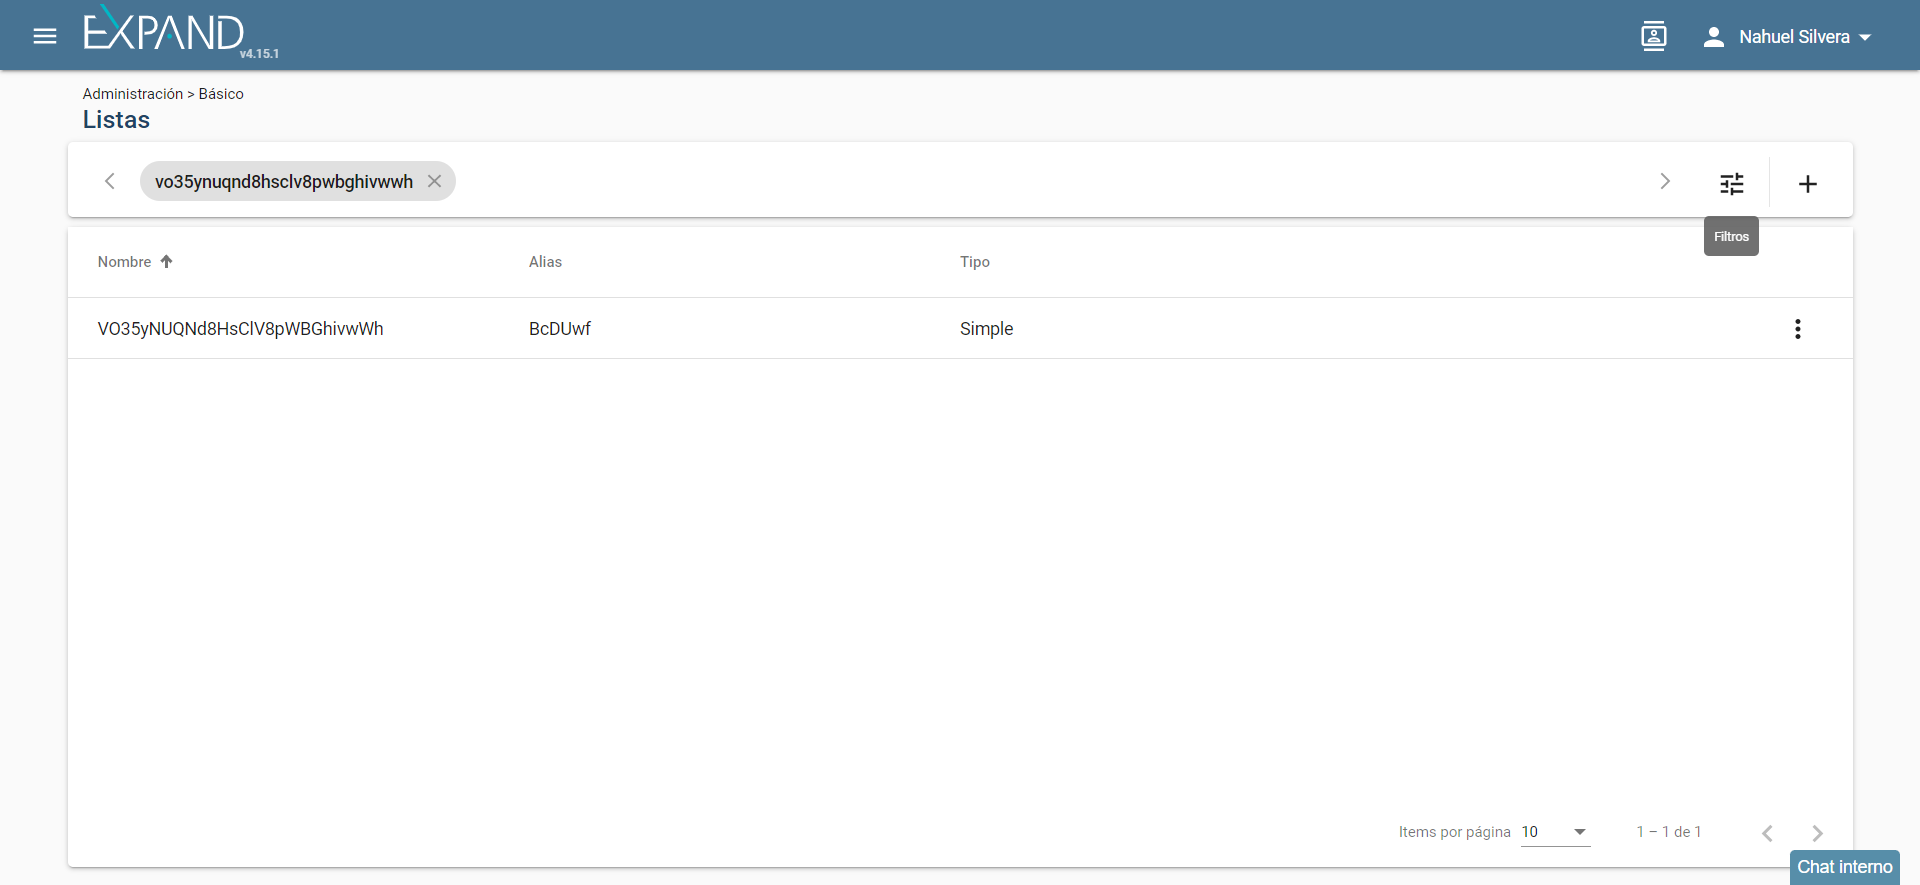 EXPAND
v4.15.1
Nahuel Silvera
Administración > Básico
Listas
vo35ynuqnd8hsclv8pwbghivwwh
Filtros
Nombre Alias Tipo
VO35yNUQNd8HsClV8pWBGhivwWh BcDUwf Simple
Items por página 10 1 – 1 de 1
Chat interno